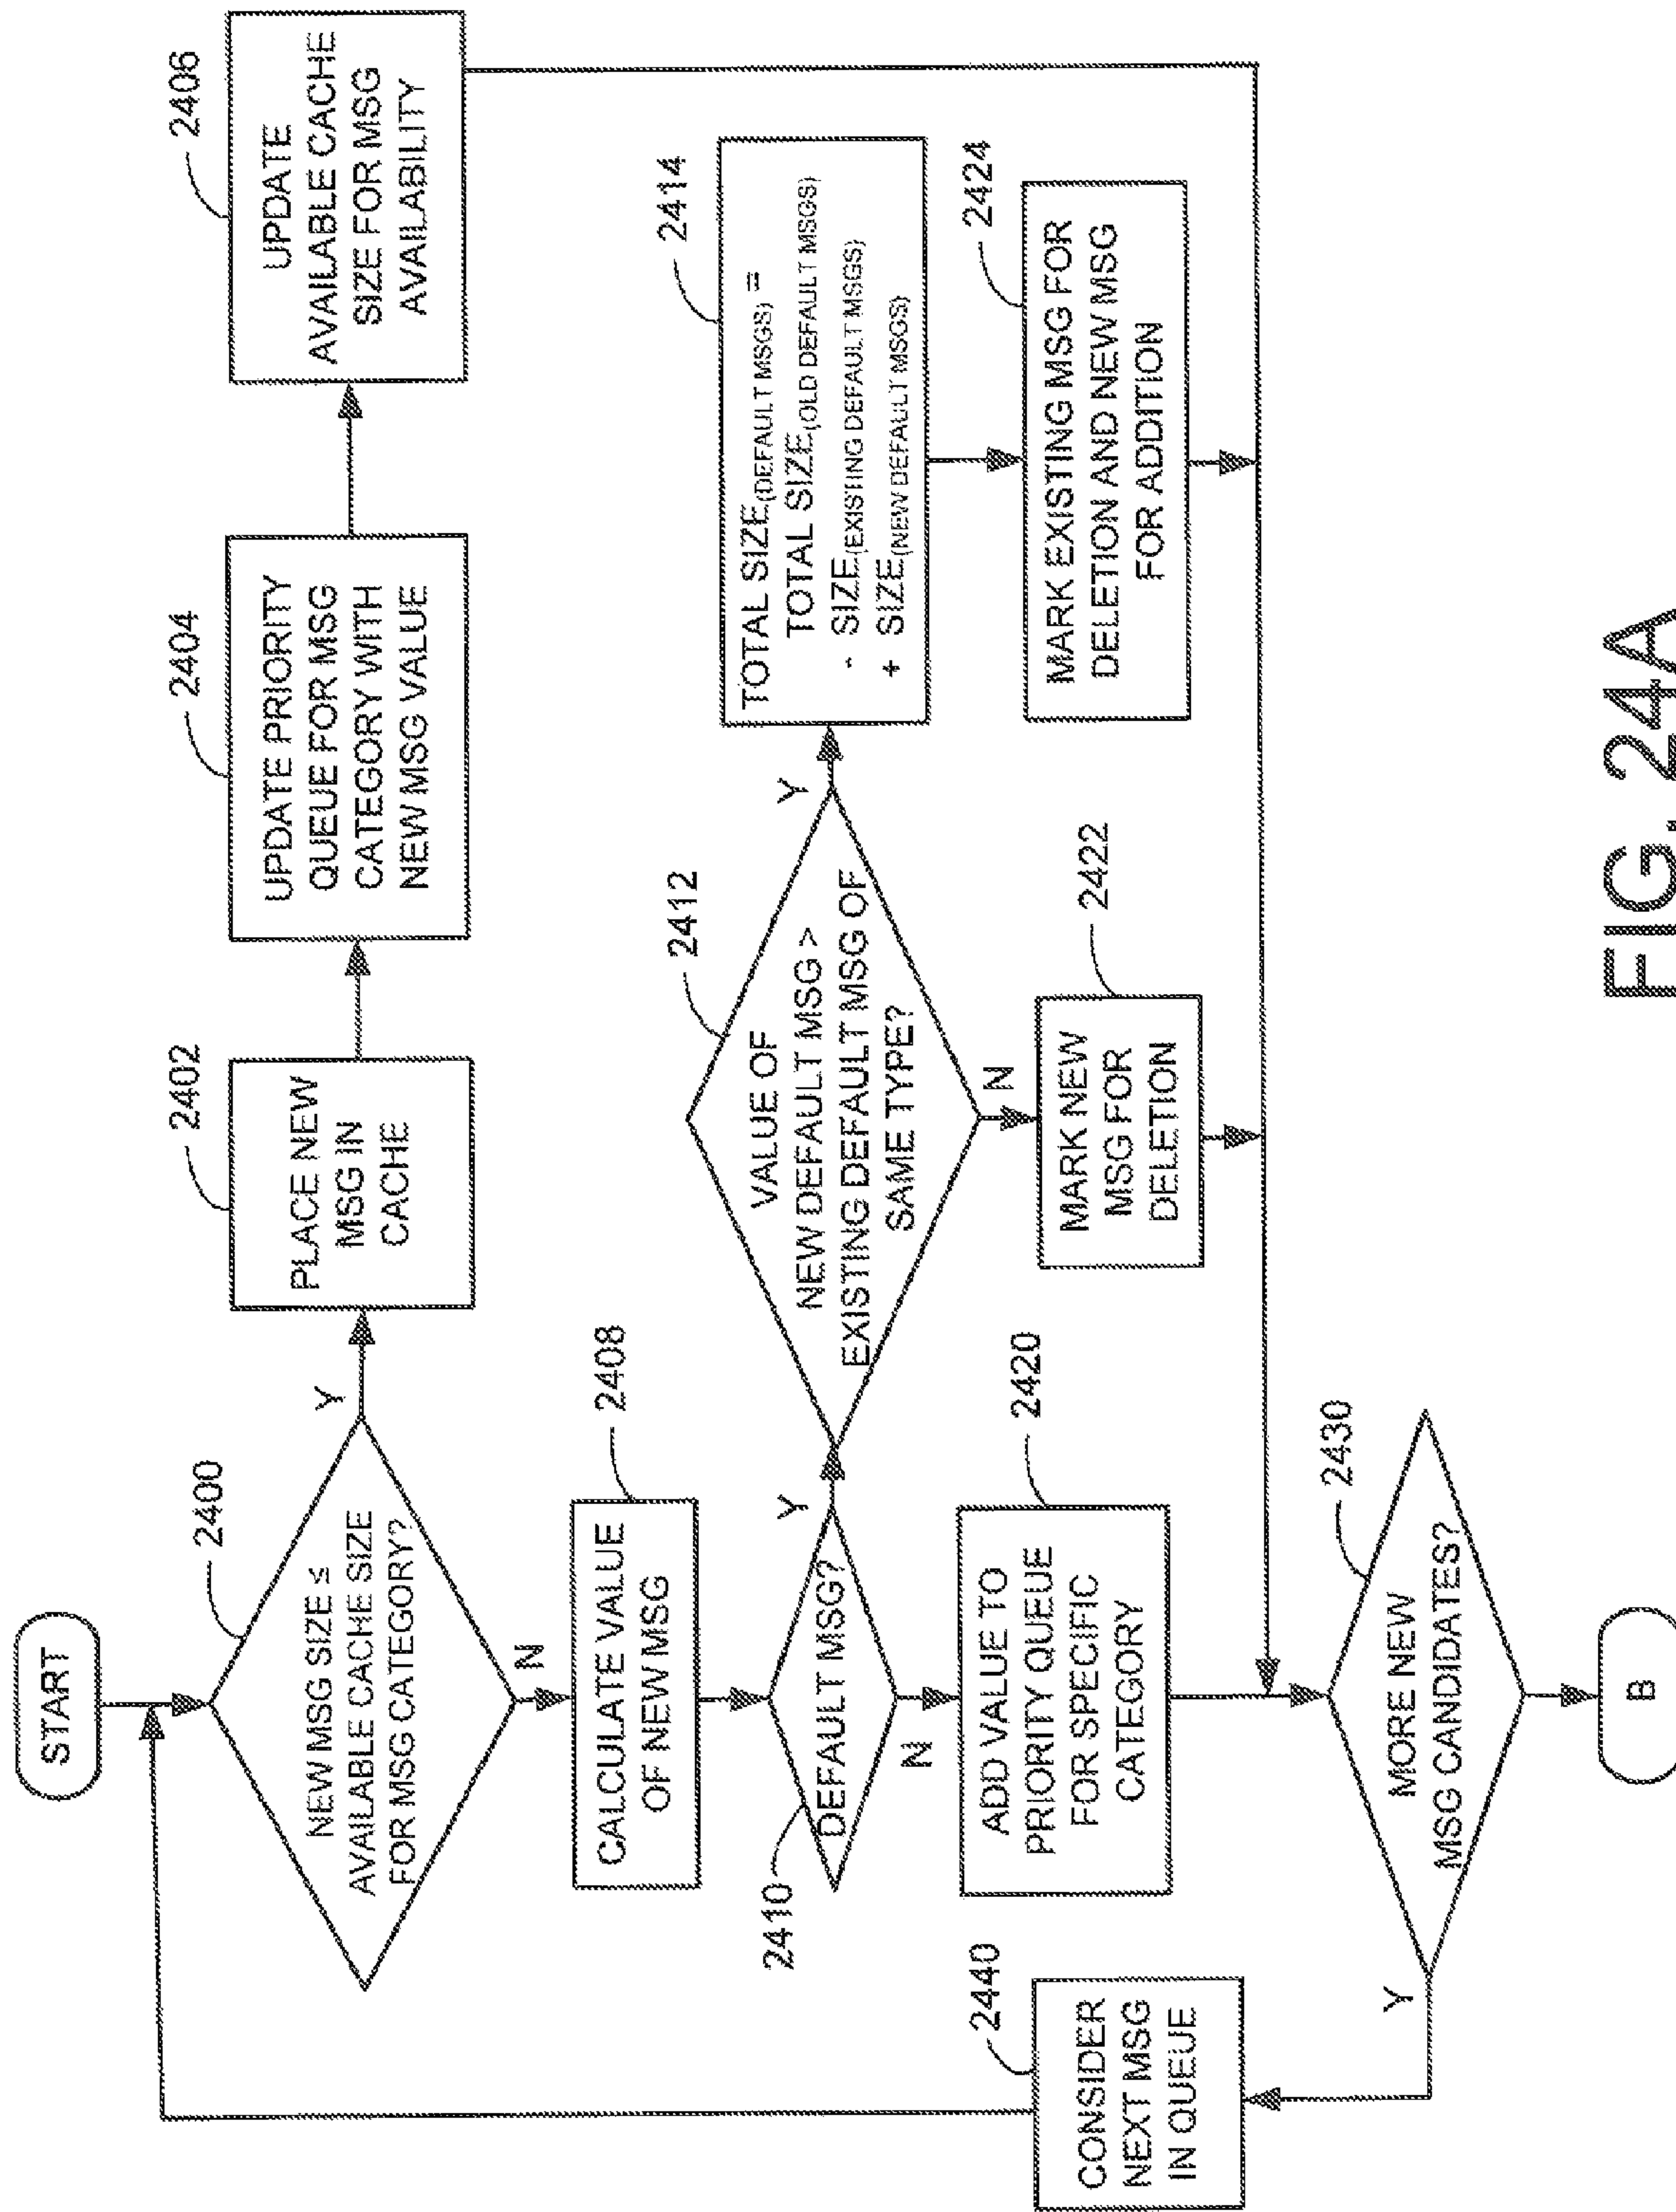 START
2400
NEW MSG SIZE ≤
AVAILABLE CACHE SIZE
FOR MSG CATEGORY?
Y
N
2402
PLACE NEW
MSG IN
CACHE
2404
UPDATE PRIORITY
QUEUE FOR MSG
CATEGORY WITH
NEW MSG VALUE
2406
UPDATE
AVAILABLE CACHE
SIZE FOR MSG
AVAILABILITY
2408
CALCULATE VALUE
OF NEW MSG
2410
DEFAULT MSG?
Y
N
2412
VALUE OF
NEW DEFAULT MSG >
EXISTING DEFAULT MSG OF
SAME TYPE?
Y
N
2414
TOTAL SIZE(DEFAULT MSGS) =
TOTAL SIZE(OLD DEFAULT MSGS)
- SIZE(EXISTING DEFAULT MSGS)
+ SIZE(NEW DEFAULT MSGS)
2420
ADD VALUE TO
PRIORITY QUEUE
FOR SPECIFIC
CATEGORY
2422
MARK NEW
MSG FOR
DELETION
2424
MARK EXISTING MSG FOR
DELETION AND NEW MSG
FOR ADDITION
2440
CONSIDER
NEXT MSG
IN QUEUE
2430
MORE NEW
MSG CANDIDATES?
Y
B
FIG. 24A